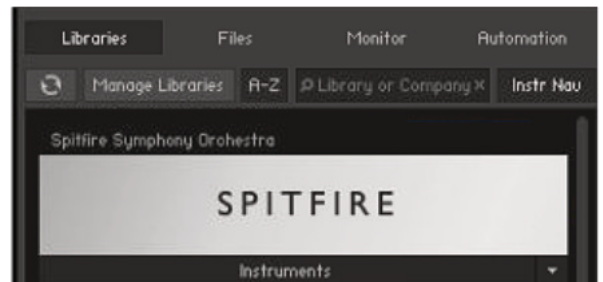 Libraries Files Monitor Automation
Manage Libraries A-Z Library or Company × Instr Nav
Spitfire Symphony Orchestra
SPITFIRE
Instruments